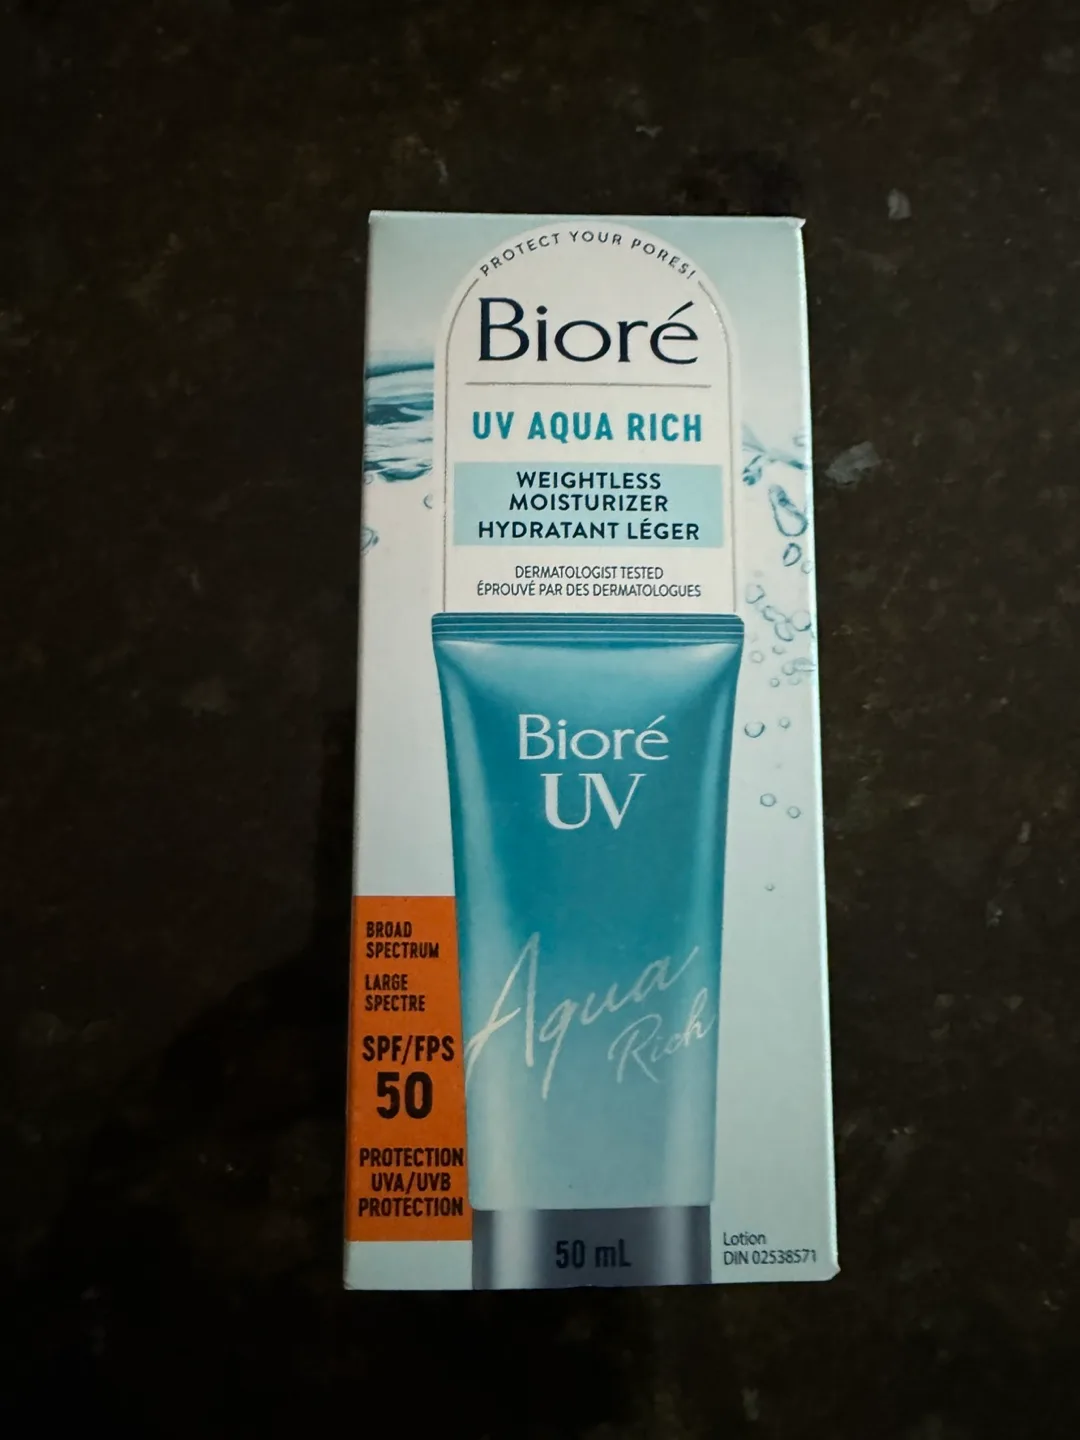 PROTECT YOUR PORES!
Bioré
UV AQUA RICH
WEIGHTLESS
MOISTURIZER
HYDRATANT LÉGER
DERMATOLOGIST TESTED
ÉPROUVÉ PAR DES DERMATOLOGUES
Bioré
UV
Aqua
Rich
BROAD
SPECTRUM
LARGE
SPECTRE
SPF/FPS
50
PROTECTION
UVA/UVB
PROTECTION
50 mL
Lotion
DIN 02538571